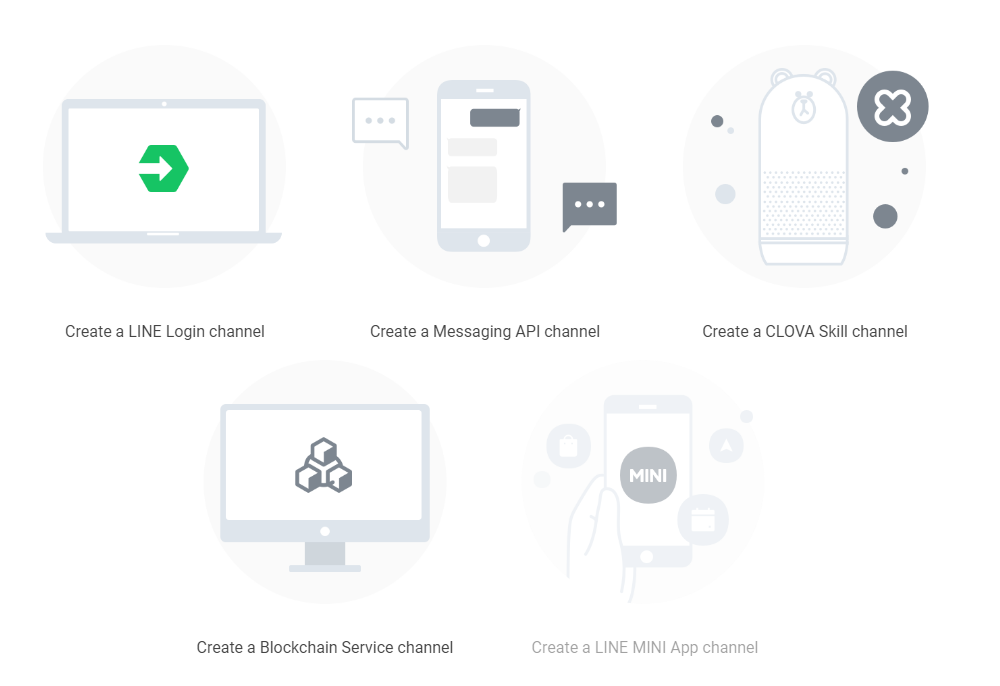 Create a LINE Login channel
Create a Messaging API channel
Create a CLOVA Skill channel
MINI
Create a Blockchain Service channel
Create a LINE MINI App channel